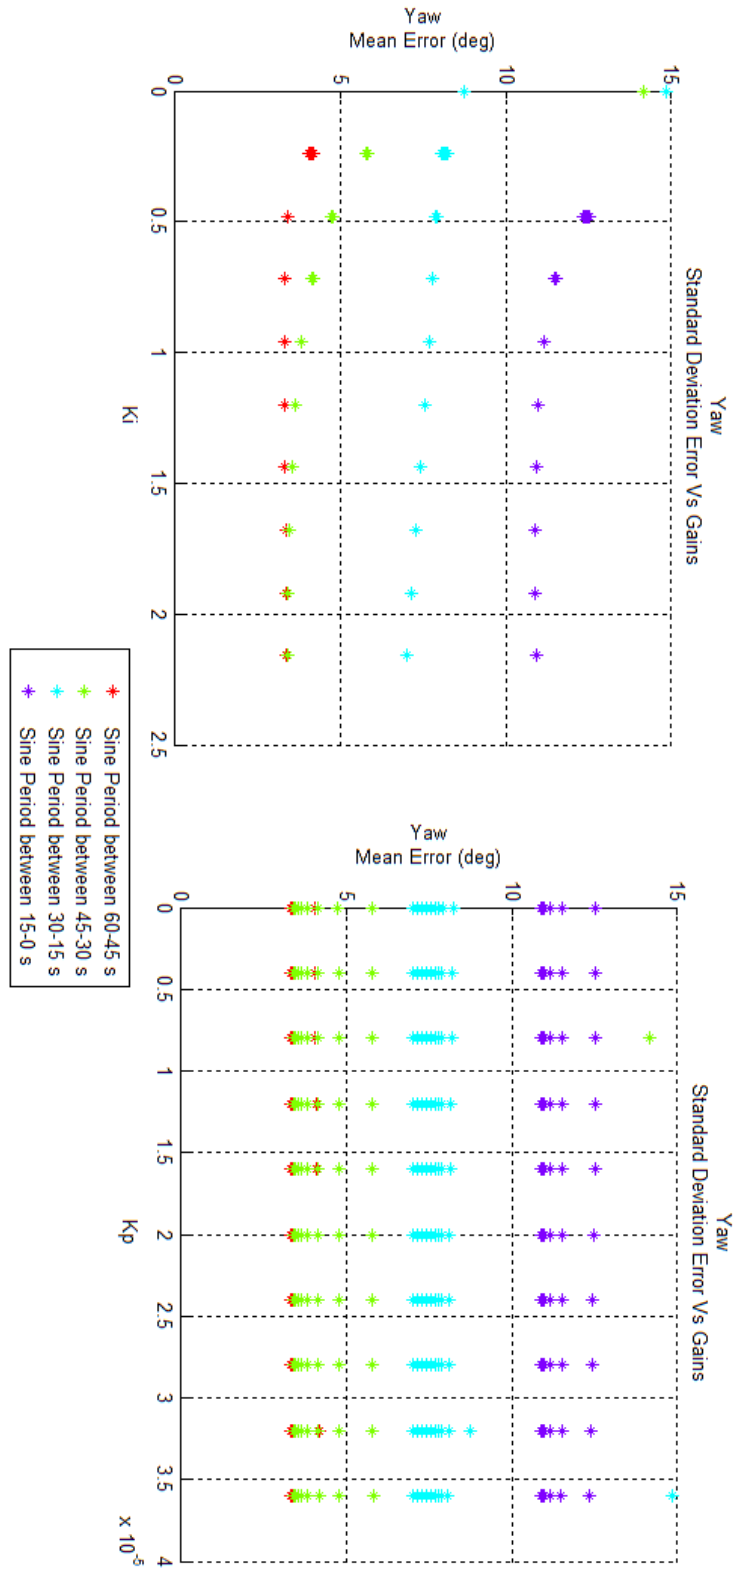 Yaw
Standard Deviation Error Vs Gains
Yaw
Mean Error (deg)
15
10
5
0
0
0.5
1
1.5
2
2.5
Ki
Yaw
Standard Deviation Error Vs Gains
Yaw
Mean Error (deg)
15
10
5
0
0
0.5
1
1.5
2
2.5
3
3.5
4
Kp
x 10-5
Sine Period between 60-45 s
Sine Period between 45-30 s
Sine Period between 30-15 s
Sine Period between 15-0 s